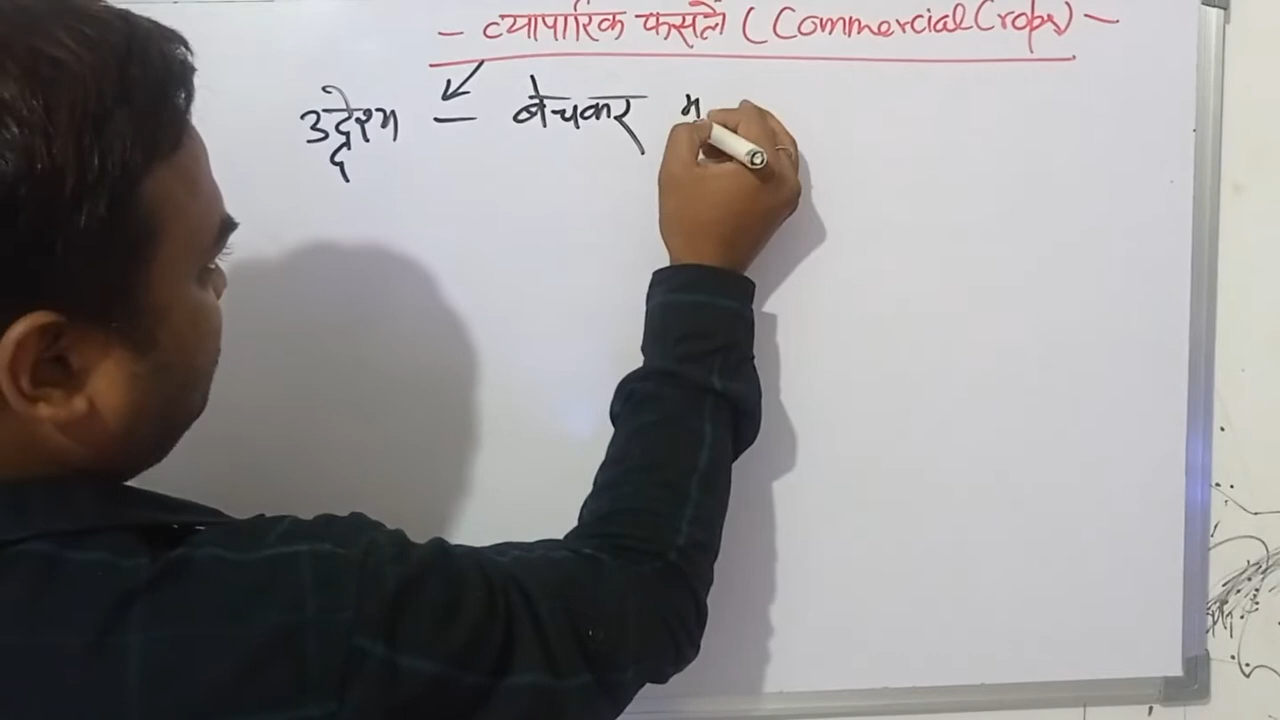 - व्यापारिक फसलें (Commercial Crops) -
उद्देश्य - बेचकर